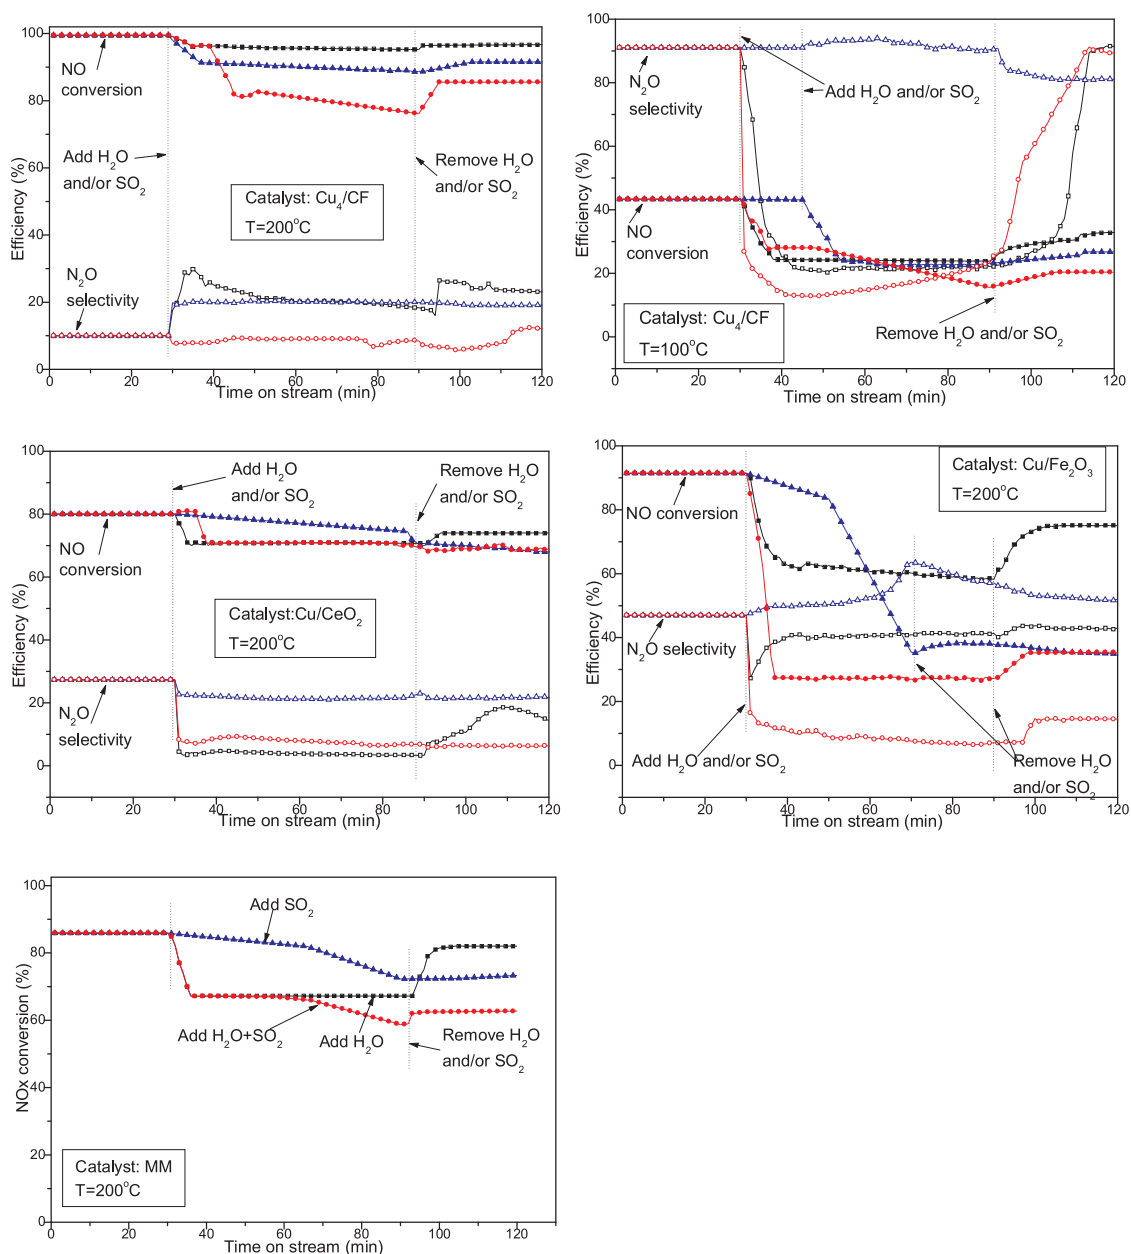 100
80
60
40
20
0
Efficiency (%)
NO
conversion
Add H₂O
and/or SO₂
Remove H₂O
and/or SO₂
Catalyst: Cu₄/CF
T=200°C
N₂O
selectivity
0
20
40
60
80
100
120
Time on stream (min)
100
80
60
40
20
0
Efficiency (%)
N₂O
selectivity
Add H₂O and/or SO₂
NO
conversion
Remove H₂O and/or SO₂
Catalyst: Cu₄/CF
T=100°C
0
20
40
60
80
100
120
Time on stream (min)
100
80
60
40
20
0
Efficiency (%)
Add H₂O
and/or SO₂
Remove H₂O
and/or SO₂
NO
conversion
Catalyst:Cu/CeO₂
T=200°C
N₂O
selectivity
0
20
40
60
80
100
120
Time on stream (min)
100
80
60
40
20
0
Efficiency (%)
Catalyst: Cu/Fe₂O₃
T=200°C
NO conversion
N₂O selectivity
Add H₂O and/or SO₂
Remove H₂O
and/or SO₂
0
20
40
60
80
100
120
Time on stream (min)
100
80
60
40
20
0
NOx conversion (%)
Add SO₂
Add H₂O+SO₂
Add H₂O
Remove H₂O
and/or SO₂
Catalyst: MM
T=200°C
0
20
40
60
80
100
120
Time on stream (min)